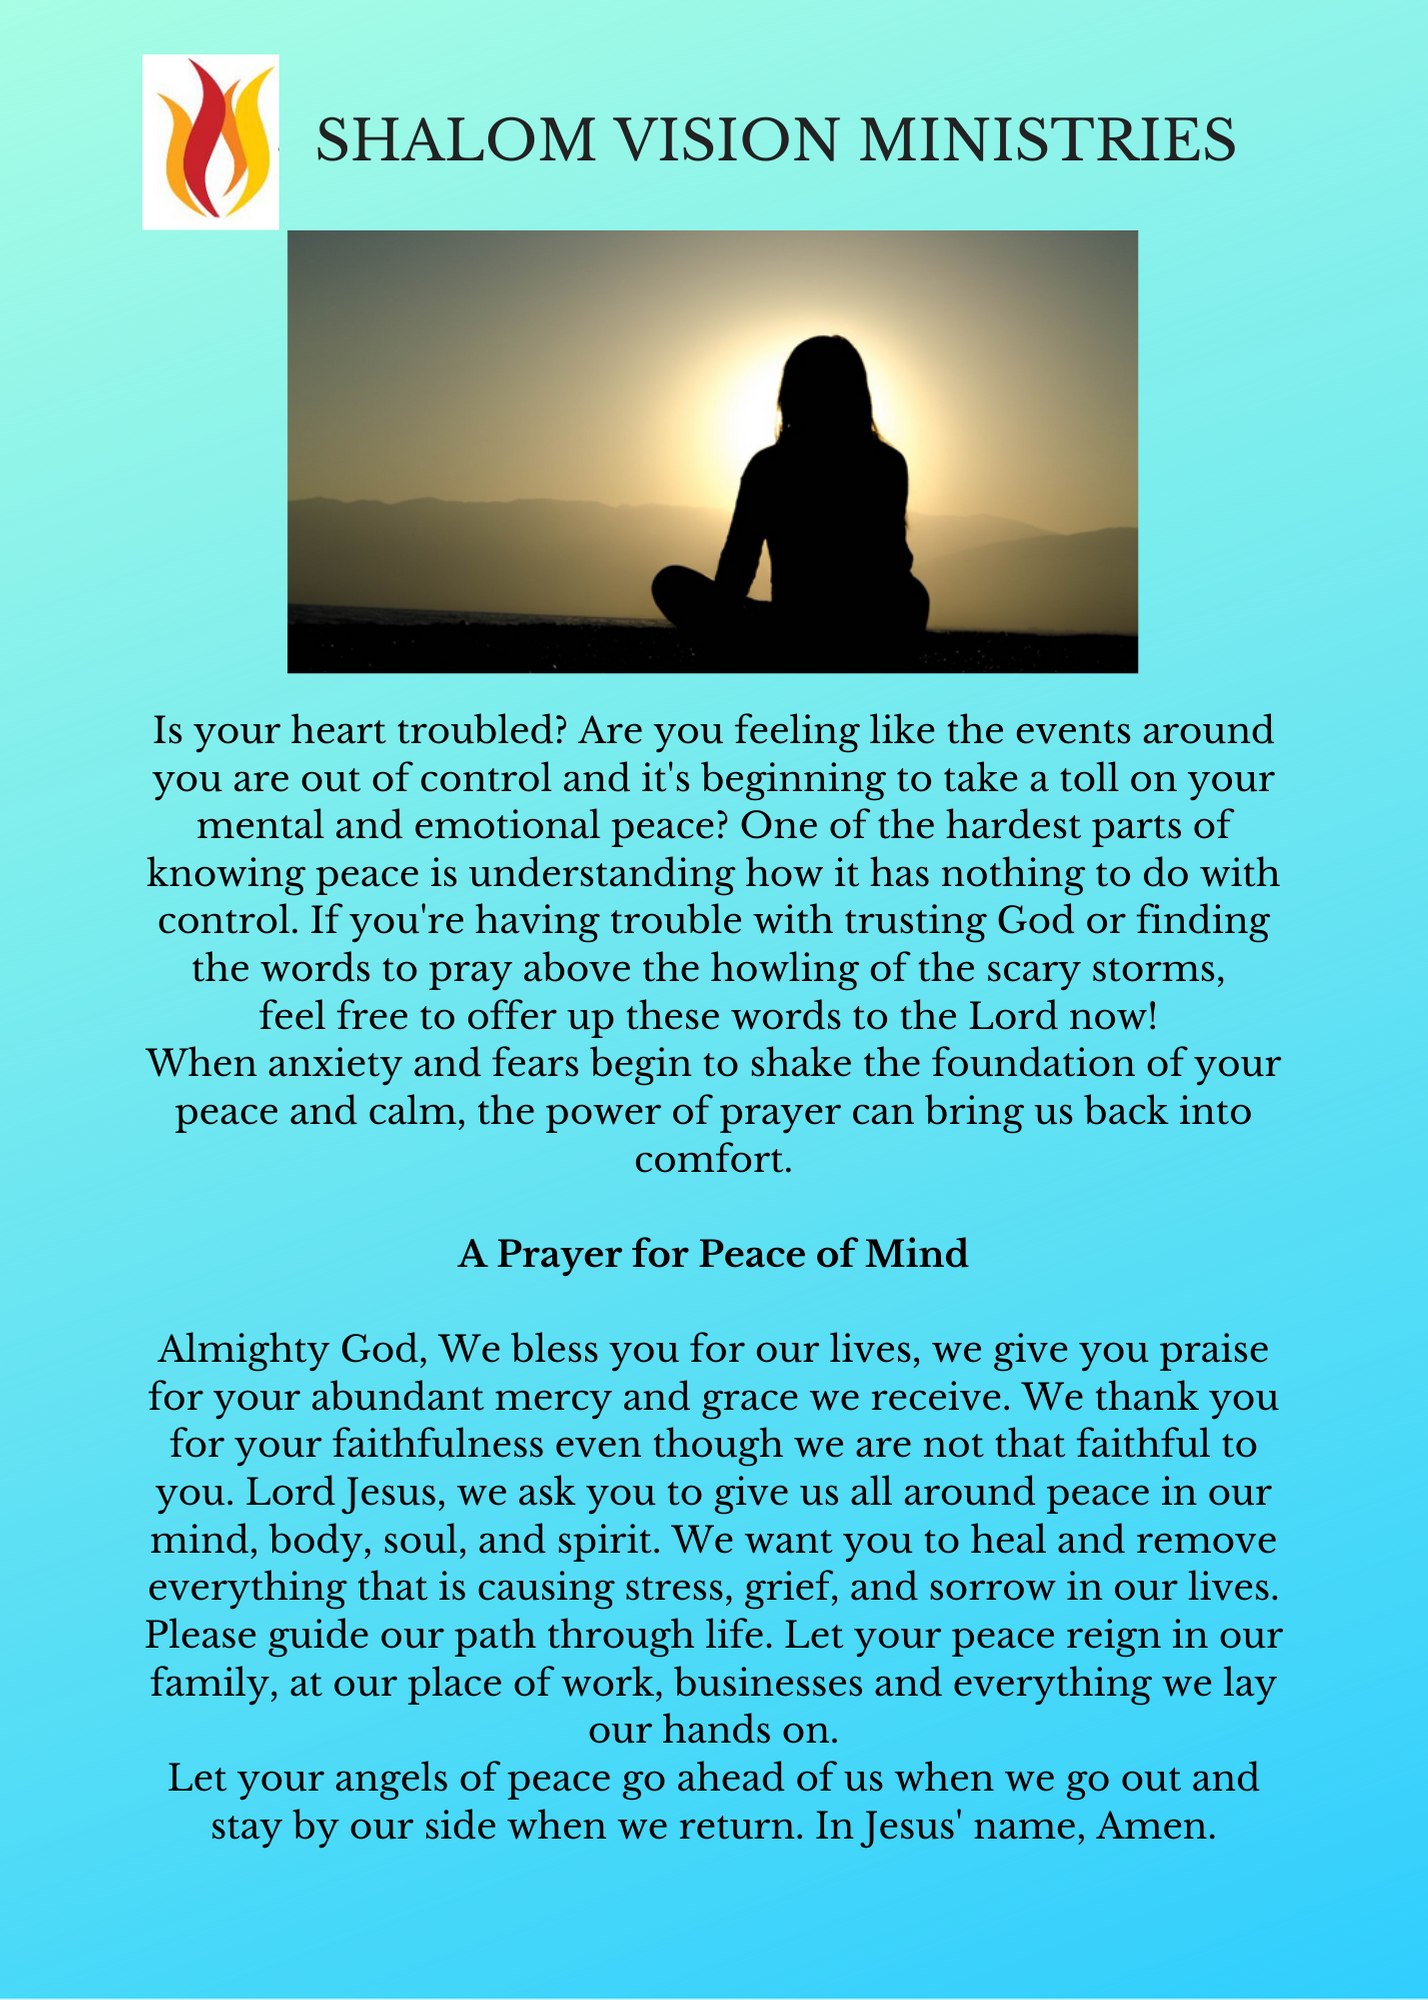 SHALOM VISION MINISTRIES
Is your heart troubled? Are you feeling like the events around
you are out of control and it's beginning to take a toll on your
mental and emotional peace? One of the hardest parts of
knowing peace is understanding how it has nothing to do with
control. If you're having trouble with trusting God or finding
the words to pray above the howling of the scary storms,
feel free to offer up these words to the Lord now!
When anxiety and fears begin to shake the foundation of your
peace and calm, the power of prayer can bring us back into
comfort.
A Prayer for Peace of Mind
Almighty God, We bless you for our lives, we give you praise
for your abundant mercy and grace we receive. We thank you
for your faithfulness even though we are not that faithful to
you. Lord Jesus, we ask you to give us all around peace in our
mind, body, soul, and spirit. We want you to heal and remove
everything that is causing stress, grief, and sorrow in our lives.
Please guide our path through life. Let your peace reign in our
family, at our place of work, businesses and everything we lay
our hands on.
Let your angels of peace go ahead of us when we go out and
stay by our side when we return. In Jesus' name, Amen.